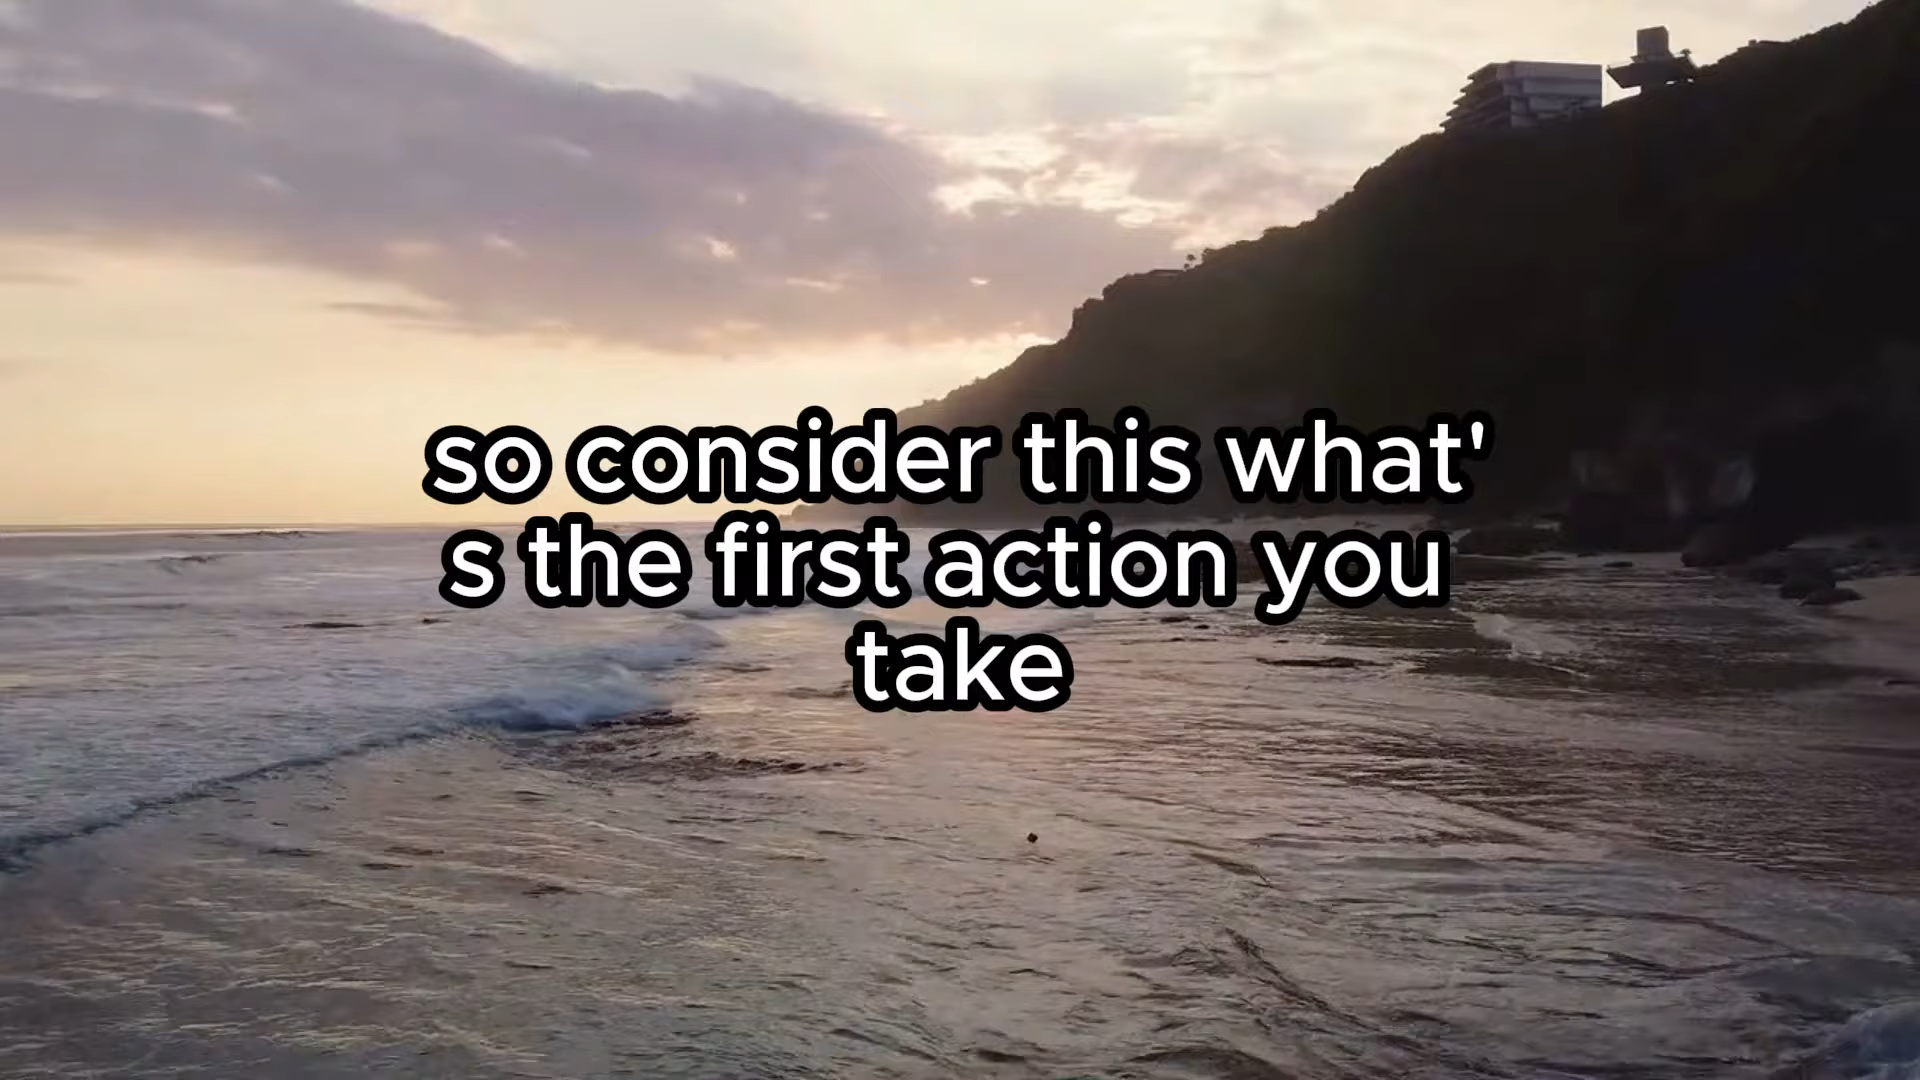 so consider this what'
s the first action you
take